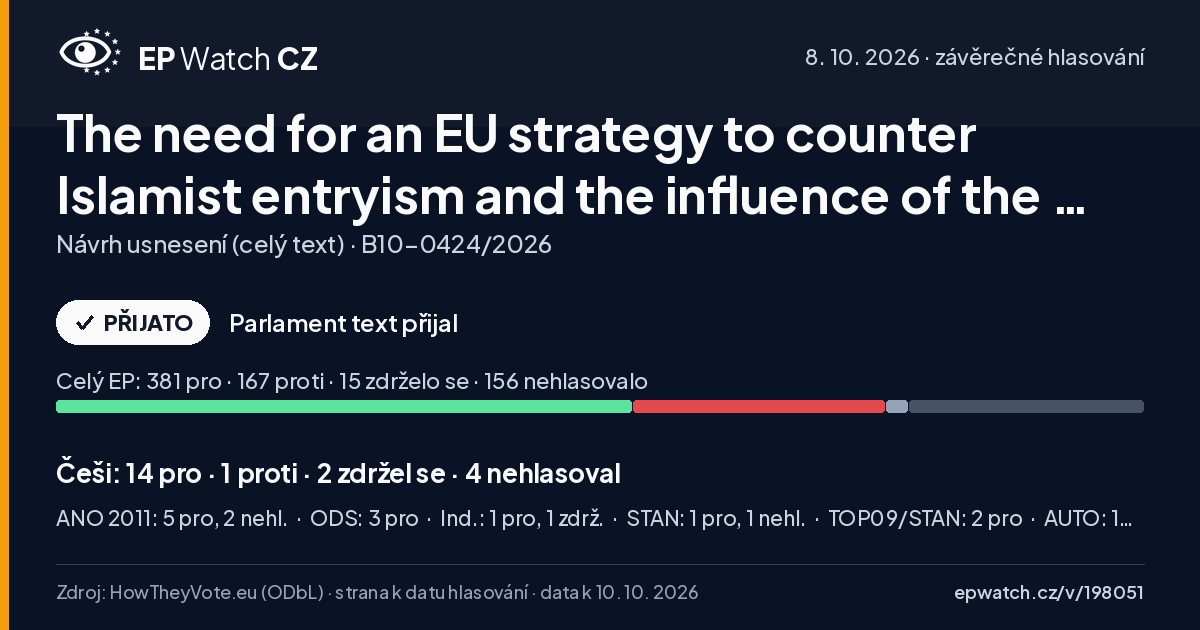 EP Watch CZ
8. 10. 2026 · závěrečné hlasování
The need for an EU strategy to counter
Islamist entryism and the influence of the …
Návrh usnesení (celý text) · B10–0424/2026
✓ PŘIJATO Parlament text přijal
Celý EP: 381 pro · 167 proti · 15 zdrželo se · 156 nehlasovalo
Češi: 14 pro · 1 proti · 2 zdržel se · 4 nehlasoval
ANO 2011: 5 pro, 2 nehl. · ODS: 3 pro · Ind.: 1 pro, 1 zdrž. · STAN: 1 pro, 1 nehl. · TOP09/STAN: 2 pro · AUTO: 1…
Zdroj: HowTheyVote.eu (ODbL) · strana k datu hlasování · data k 10. 10. 2026
epwatch.cz/v/198051